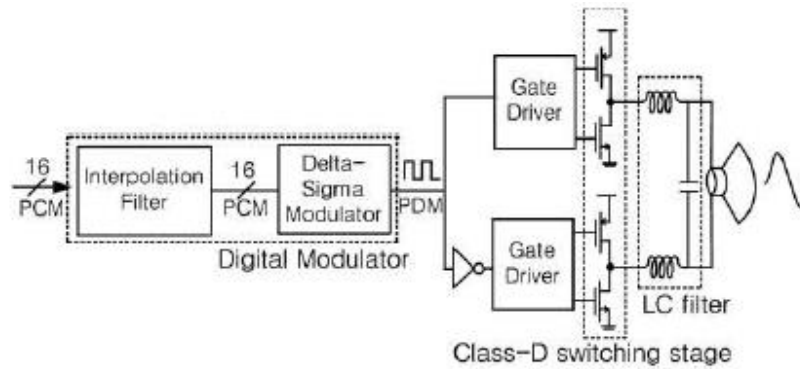 16
PCM
Interpolation
Filter
16
PCM
Delta-
Sigma
Modulator
PDM
Digital Modulator
Gate
Driver
Gate
Driver
LC filter
Class-D switching stage